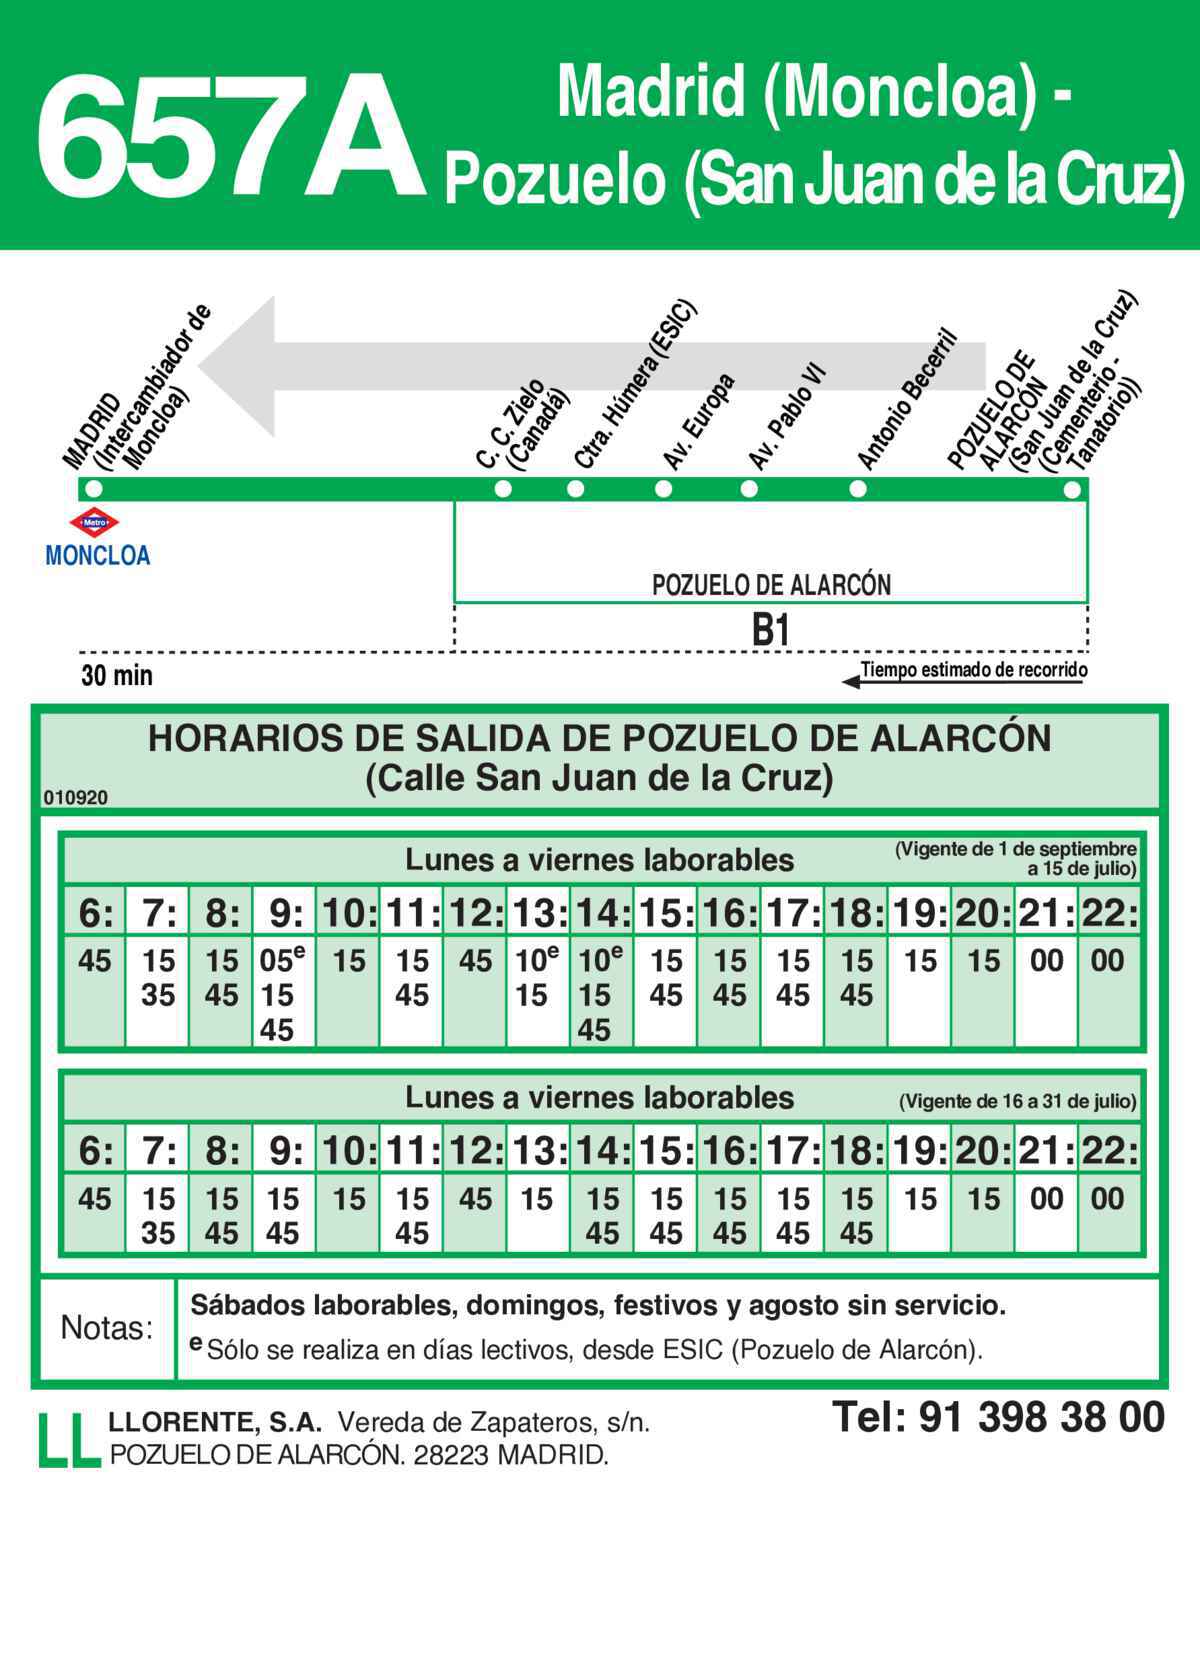 657A
Madrid (Moncloa) -
Pozuelo (San Juan de la Cruz)
MADRID
(Intercambiador de
Moncloa)
C. C. Zielo
(Canadá)
Ctra. Húmera (ESIC)
Av. Europa
Av. Pablo VI
Antonio Becerril
POZUELO DE
ALARCÓN
(San Juan de la Cruz)
(Cementerio -
Tanatorio))
Metro
MONCLOA
POZUELO DE ALARCÓN
B1
30 min
Tiempo estimado de recorrido
HORARIOS DE SALIDA DE POZUELO DE ALARCÓN
(Calle San Juan de la Cruz)
010920
Lunes a viernes laborables
(Vigente de 1 de septiembre
a 15 de julio)
6: 7: 8: 9: 10: 11: 12: 13: 14: 15: 16: 17: 18: 19: 20: 21: 22:
45 15 15 05e 15 15 45 10e 10e 15 15 15 15 15 15 00 00
35 45 15 45 15 15 45 45 45 45
45 45
Lunes a viernes laborables
(Vigente de 16 a 31 de julio)
6: 7: 8: 9: 10: 11: 12: 13: 14: 15: 16: 17: 18: 19: 20: 21: 22:
45 15 15 15 15 15 45 15 15 15 15 15 15 15 15 00 00
35 45 45 45 45 45 45 45 45
Notas:
Sábados laborables, domingos, festivos y agosto sin servicio.
e Sólo se realiza en días lectivos, desde ESIC (Pozuelo de Alarcón).
LL
LLORENTE, S.A. Vereda de Zapateros, s/n.
POZUELO DE ALARCÓN. 28223 MADRID.
Tel: 91 398 38 00